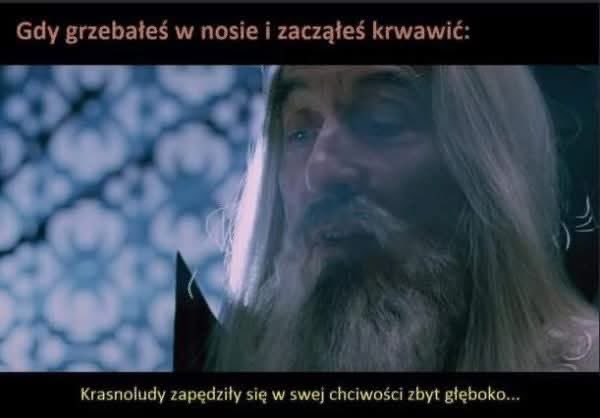 Gdy grzebałeś w nosie i zacząłeś krwawić:
Krasnoludy zapędziły się w swej chciwości zbyt głęboko...